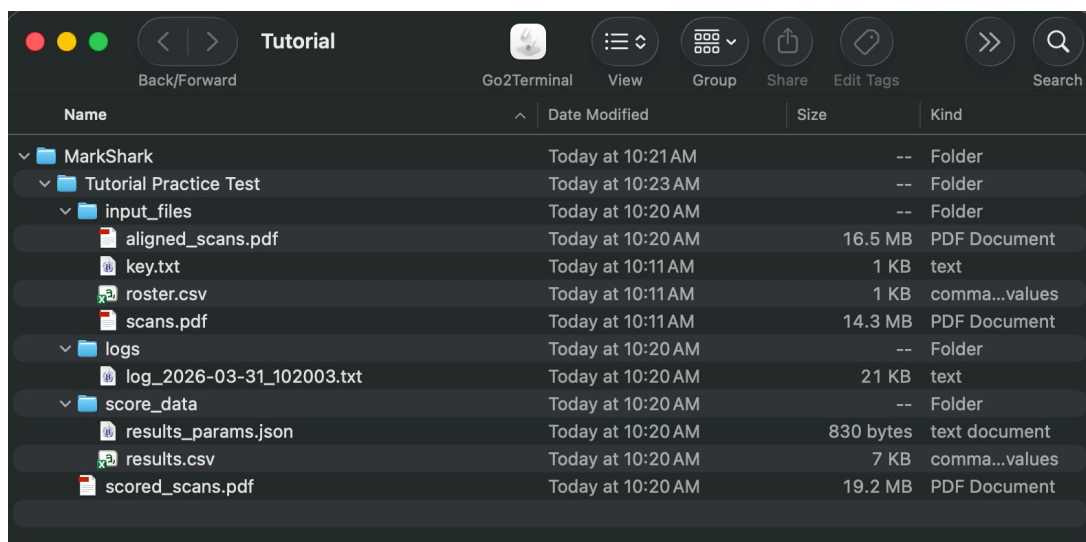 Tutorial
Back/Forward Go2Terminal View Group Share Edit Tags Search
Name Date Modified Size Kind
MarkShark Today at 10:21 AM -- Folder
Tutorial Practice Test Today at 10:23 AM -- Folder
input_files Today at 10:20 AM -- Folder
aligned_scans.pdf Today at 10:20 AM 16.5 MB PDF Document
key.txt Today at 10:11 AM 1 KB text
roster.csv Today at 10:11 AM 1 KB comma...values
scans.pdf Today at 10:11 AM 14.3 MB PDF Document
logs Today at 10:20 AM -- Folder
log_2026-03-31_102003.txt Today at 10:20 AM 21 KB text
score_data Today at 10:20 AM -- Folder
results_params.json Today at 10:20 AM 830 bytes text document
results.csv Today at 10:20 AM 7 KB comma...values
scored_scans.pdf Today at 10:20 AM 19.2 MB PDF Document